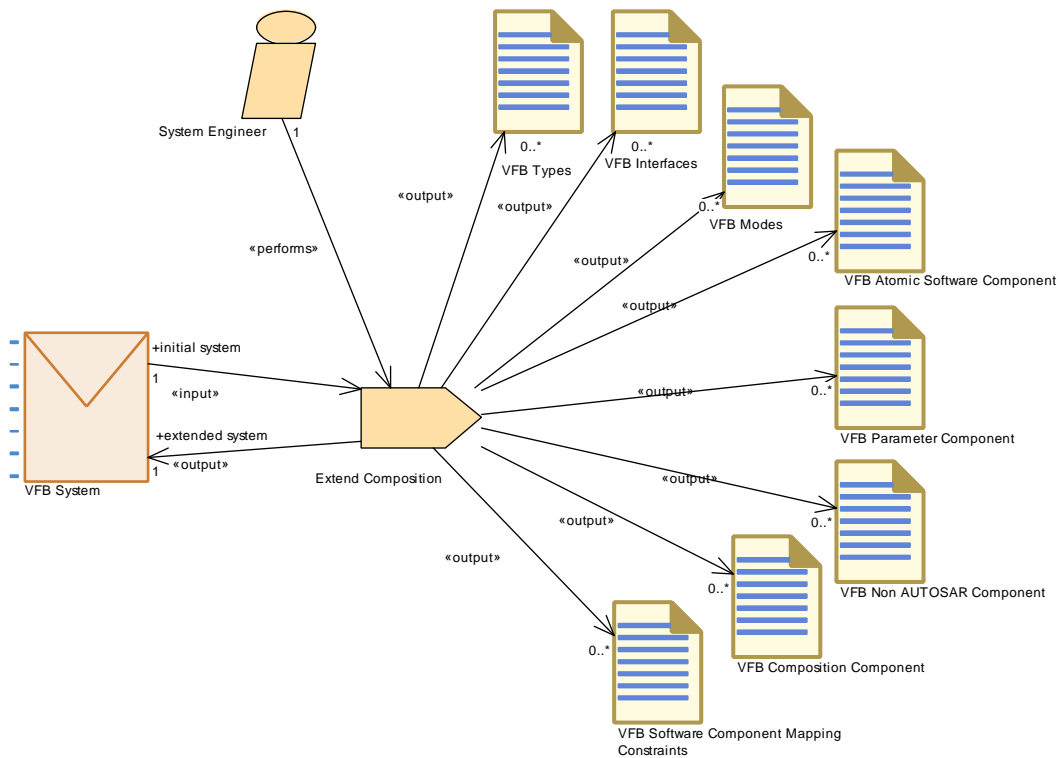 System Engineer
1
«performs»
«output»
0..*
VFB Types
«output»
0..*
VFB Interfaces
«output»
0..*
VFB Modes
«output»
0..*
VFB Atomic Software Component
+initial system
1
«input»
+extended system
1
«output»
VFB System
Extend Composition
«output»
0..*
VFB Parameter Component
«output»
0..*
VFB Non AUTOSAR Component
«output»
0..*
VFB Composition Component
«output»
0..*
VFB Software Component Mapping
Constraints